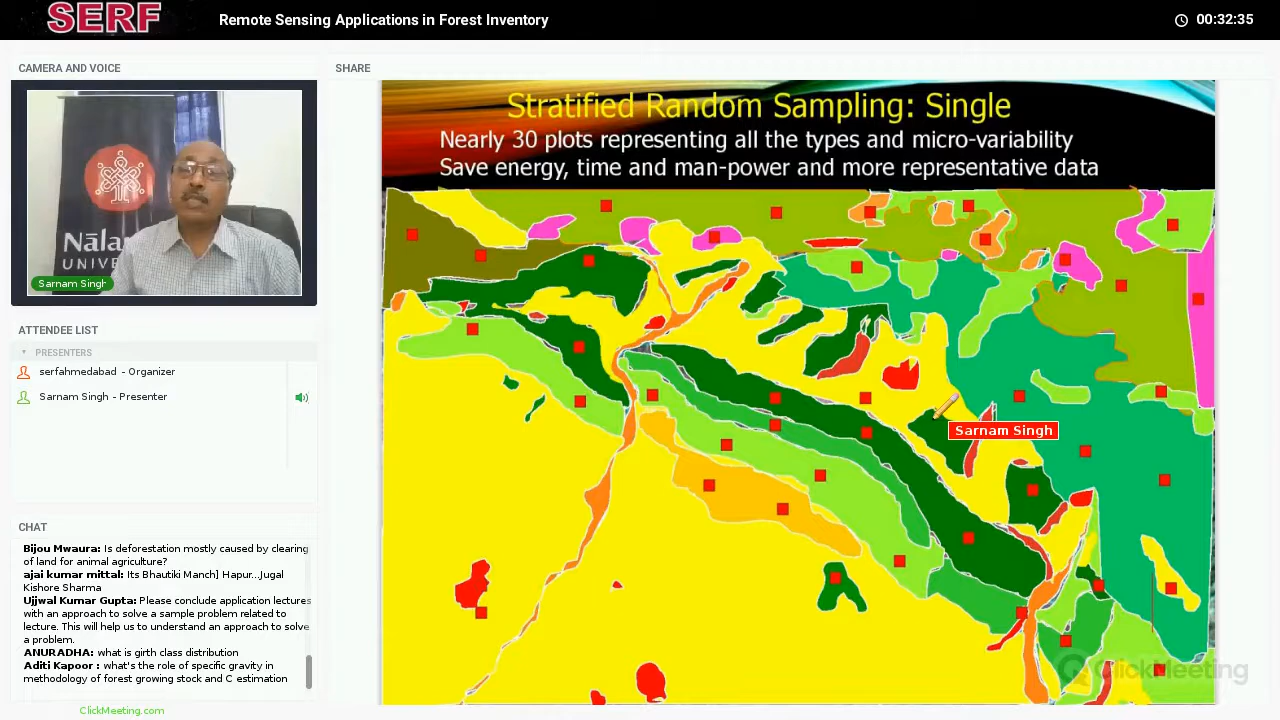 SERF
Remote Sensing Applications in Forest Inventory
00:32:35
CAMERA AND VOICE
SHARE
Nāla
UNIVE
Sarnam Singh
ATTENDEE LIST
PRESENTERS
serfahmedabad - Organizer
Sarnam Singh - Presenter
CHAT
Bijou Mwaura: Is deforestation mostly caused by clearing
of land for animal agriculture?
ajai kumar mittal: Its Bhautiki Manch] Hapur...Jugal
Kishore Sharma
Ujjwal Kumar Gupta: Please conclude application lectures
with an approach to solve a sample problem related to
lecture. This will help us to understand an approach to solve
a problem.
ANURADHA: what is girth class distribution
Aditi Kapoor : what's the role of specific gravity in
methodology of forest growing stock and C estimation
ClickMeeting.com
Stratified Random Sampling: Single
Nearly 30 plots representing all the types and micro-variability
Save energy, time and man-power and more representative data
Sarnam Singh
ClickMeeting